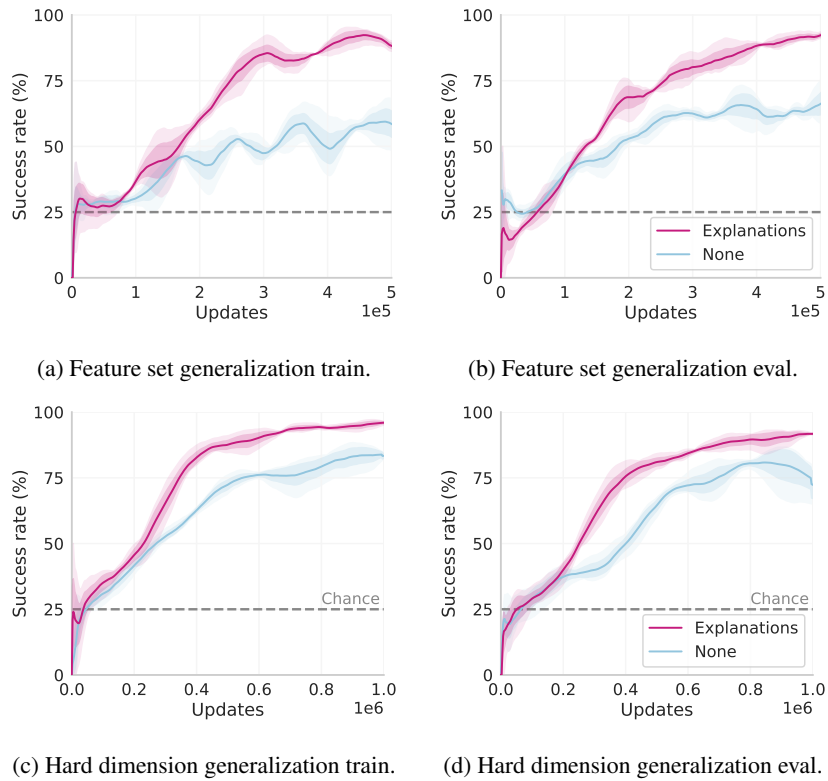 100
75
50
25
0
Success rate (%)
0 1 2 3 4 5
Updates
1e5
100
75
50
25
0
Success rate (%)
Explanations
None
0 1 2 3 4 5
Updates
1e5
(a) Feature set generalization train.
(b) Feature set generalization eval.
100
75
50
25
0
Success rate (%)
Chance
0.0 0.2 0.4 0.6 0.8 1.0
Updates
1e6
100
75
50
25
0
Success rate (%)
Chance
Explanations
None
0.0 0.2 0.4 0.6 0.8 1.0
Updates
1e6
(c) Hard dimension generalization train.
(d) Hard dimension generalization eval.